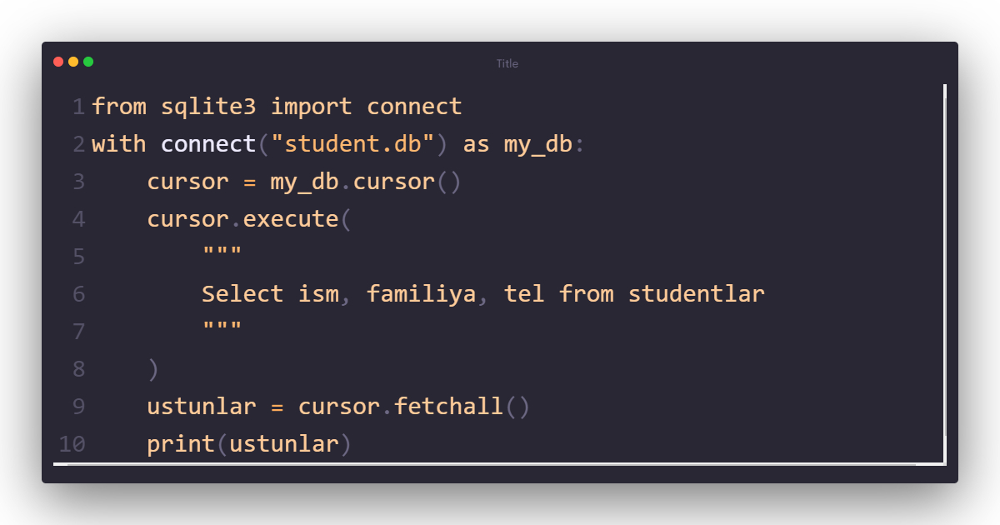 Title
1 from sqlite3 import connect
2 with connect("student.db") as my_db:
3     cursor = my_db.cursor()
4     cursor.execute(
5         """
6         Select ism, familiya, tel from studentlar
7         """
8     )
9     ustunlar = cursor.fetchall()
10     print(ustunlar)